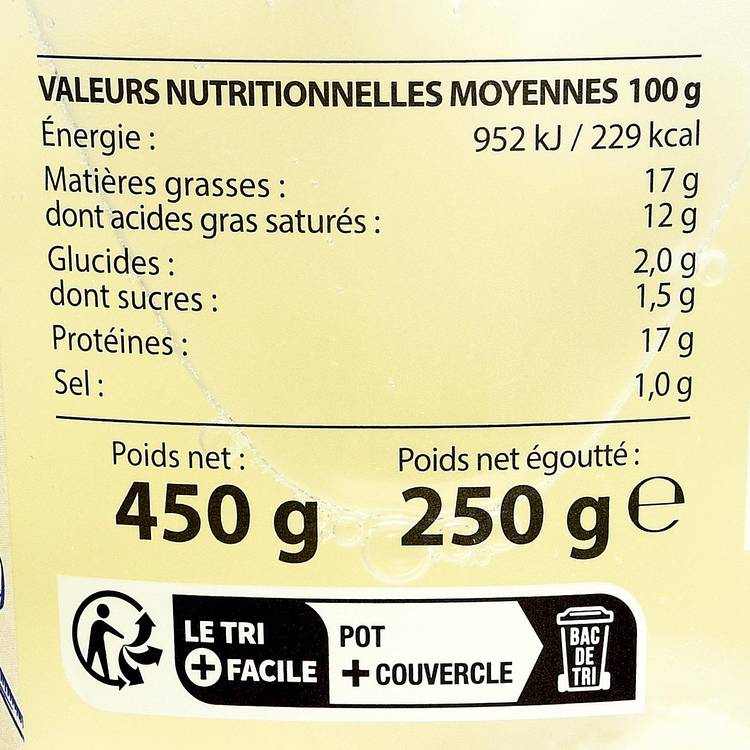 VALEURS NUTRITIONNELLES MOYENNES 100 g
Énergie : 952 kJ / 229 kcal
Matières grasses : 17 g
dont acides gras saturés : 12 g
Glucides : 2,0 g
dont sucres : 1,5 g
Protéines : 17 g
Sel : 1,0 g
Poids net : Poids net égoutté :
450 g 250 g ℮
LE TRI
+ FACILE
POT
+ COUVERCLE
BAC
DE
TRI